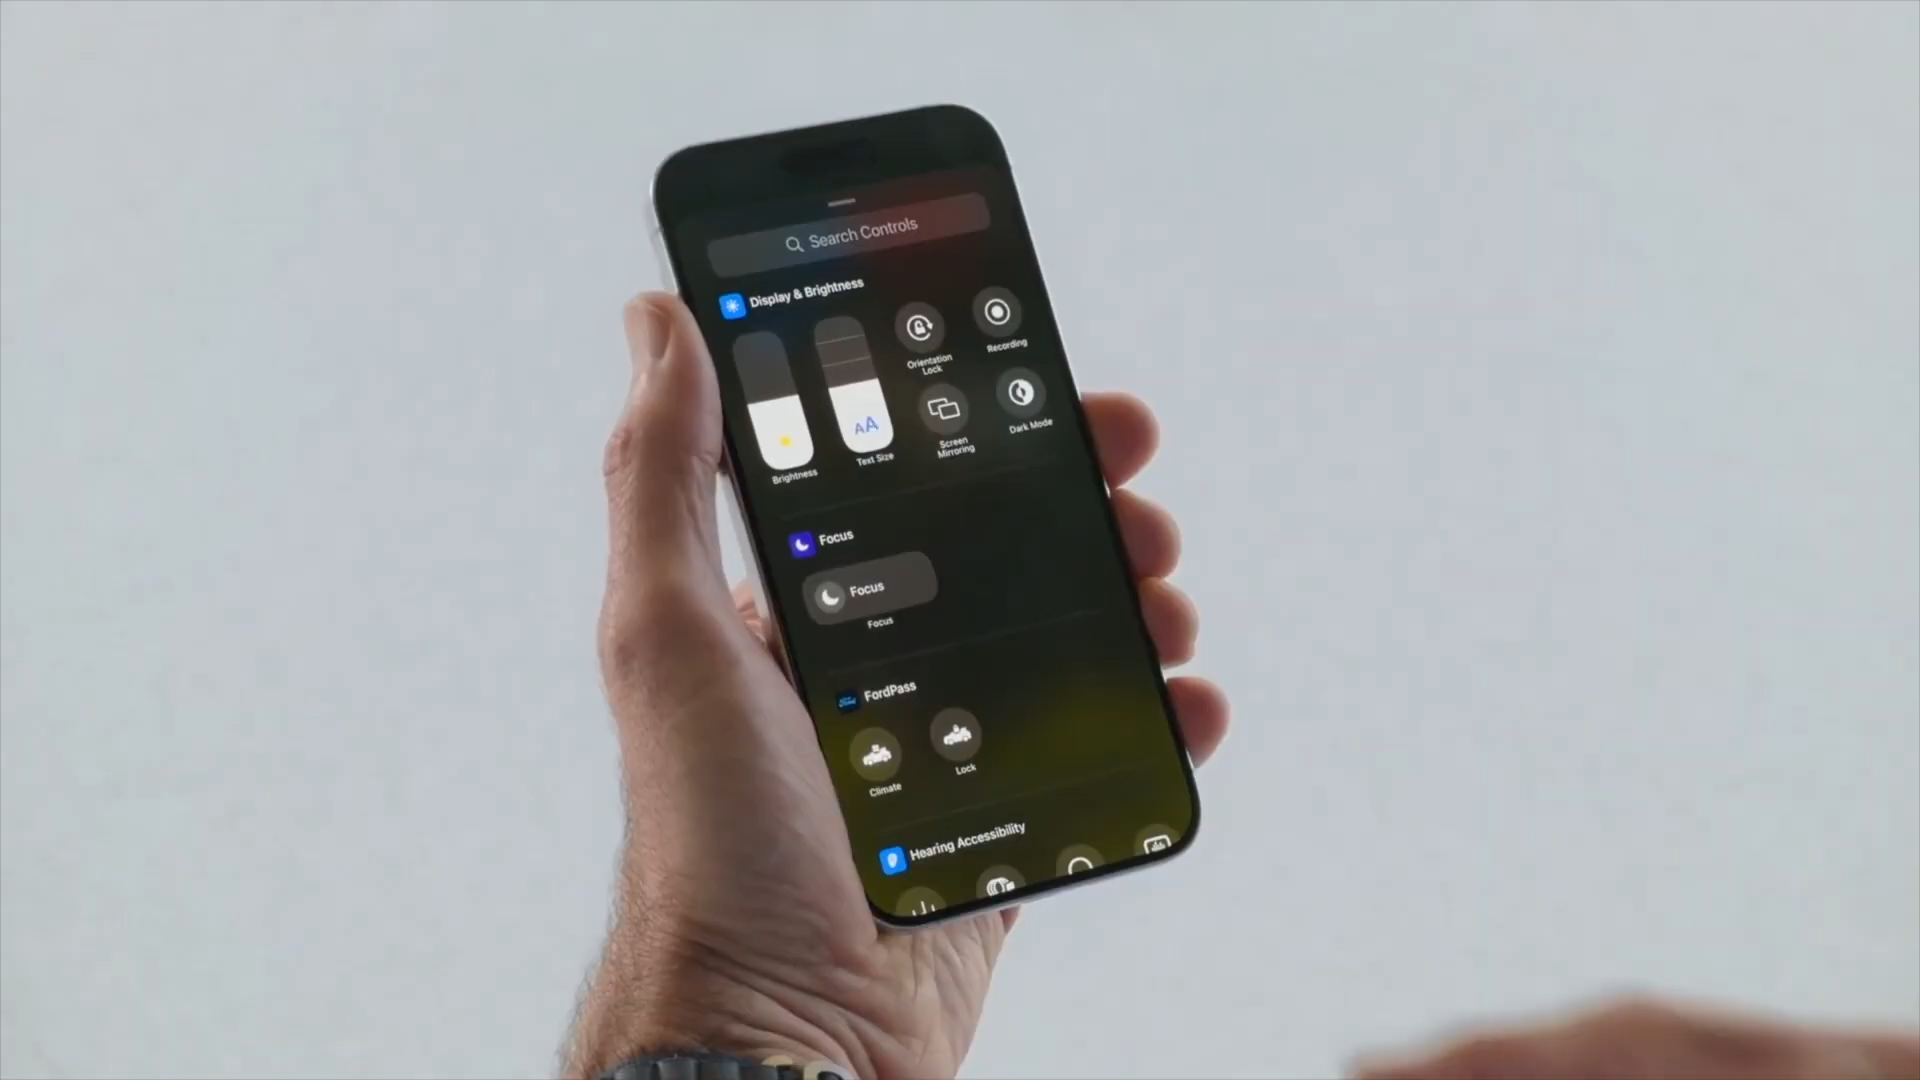 Search Controls
Display & Brightness
Brightness
AA
Text Size
Orientation
Lock
Recording
Screen
Mirroring
Dark Mode
Focus
Focus
Focus
FordPass
Climate
Lock
Hearing Accessibility